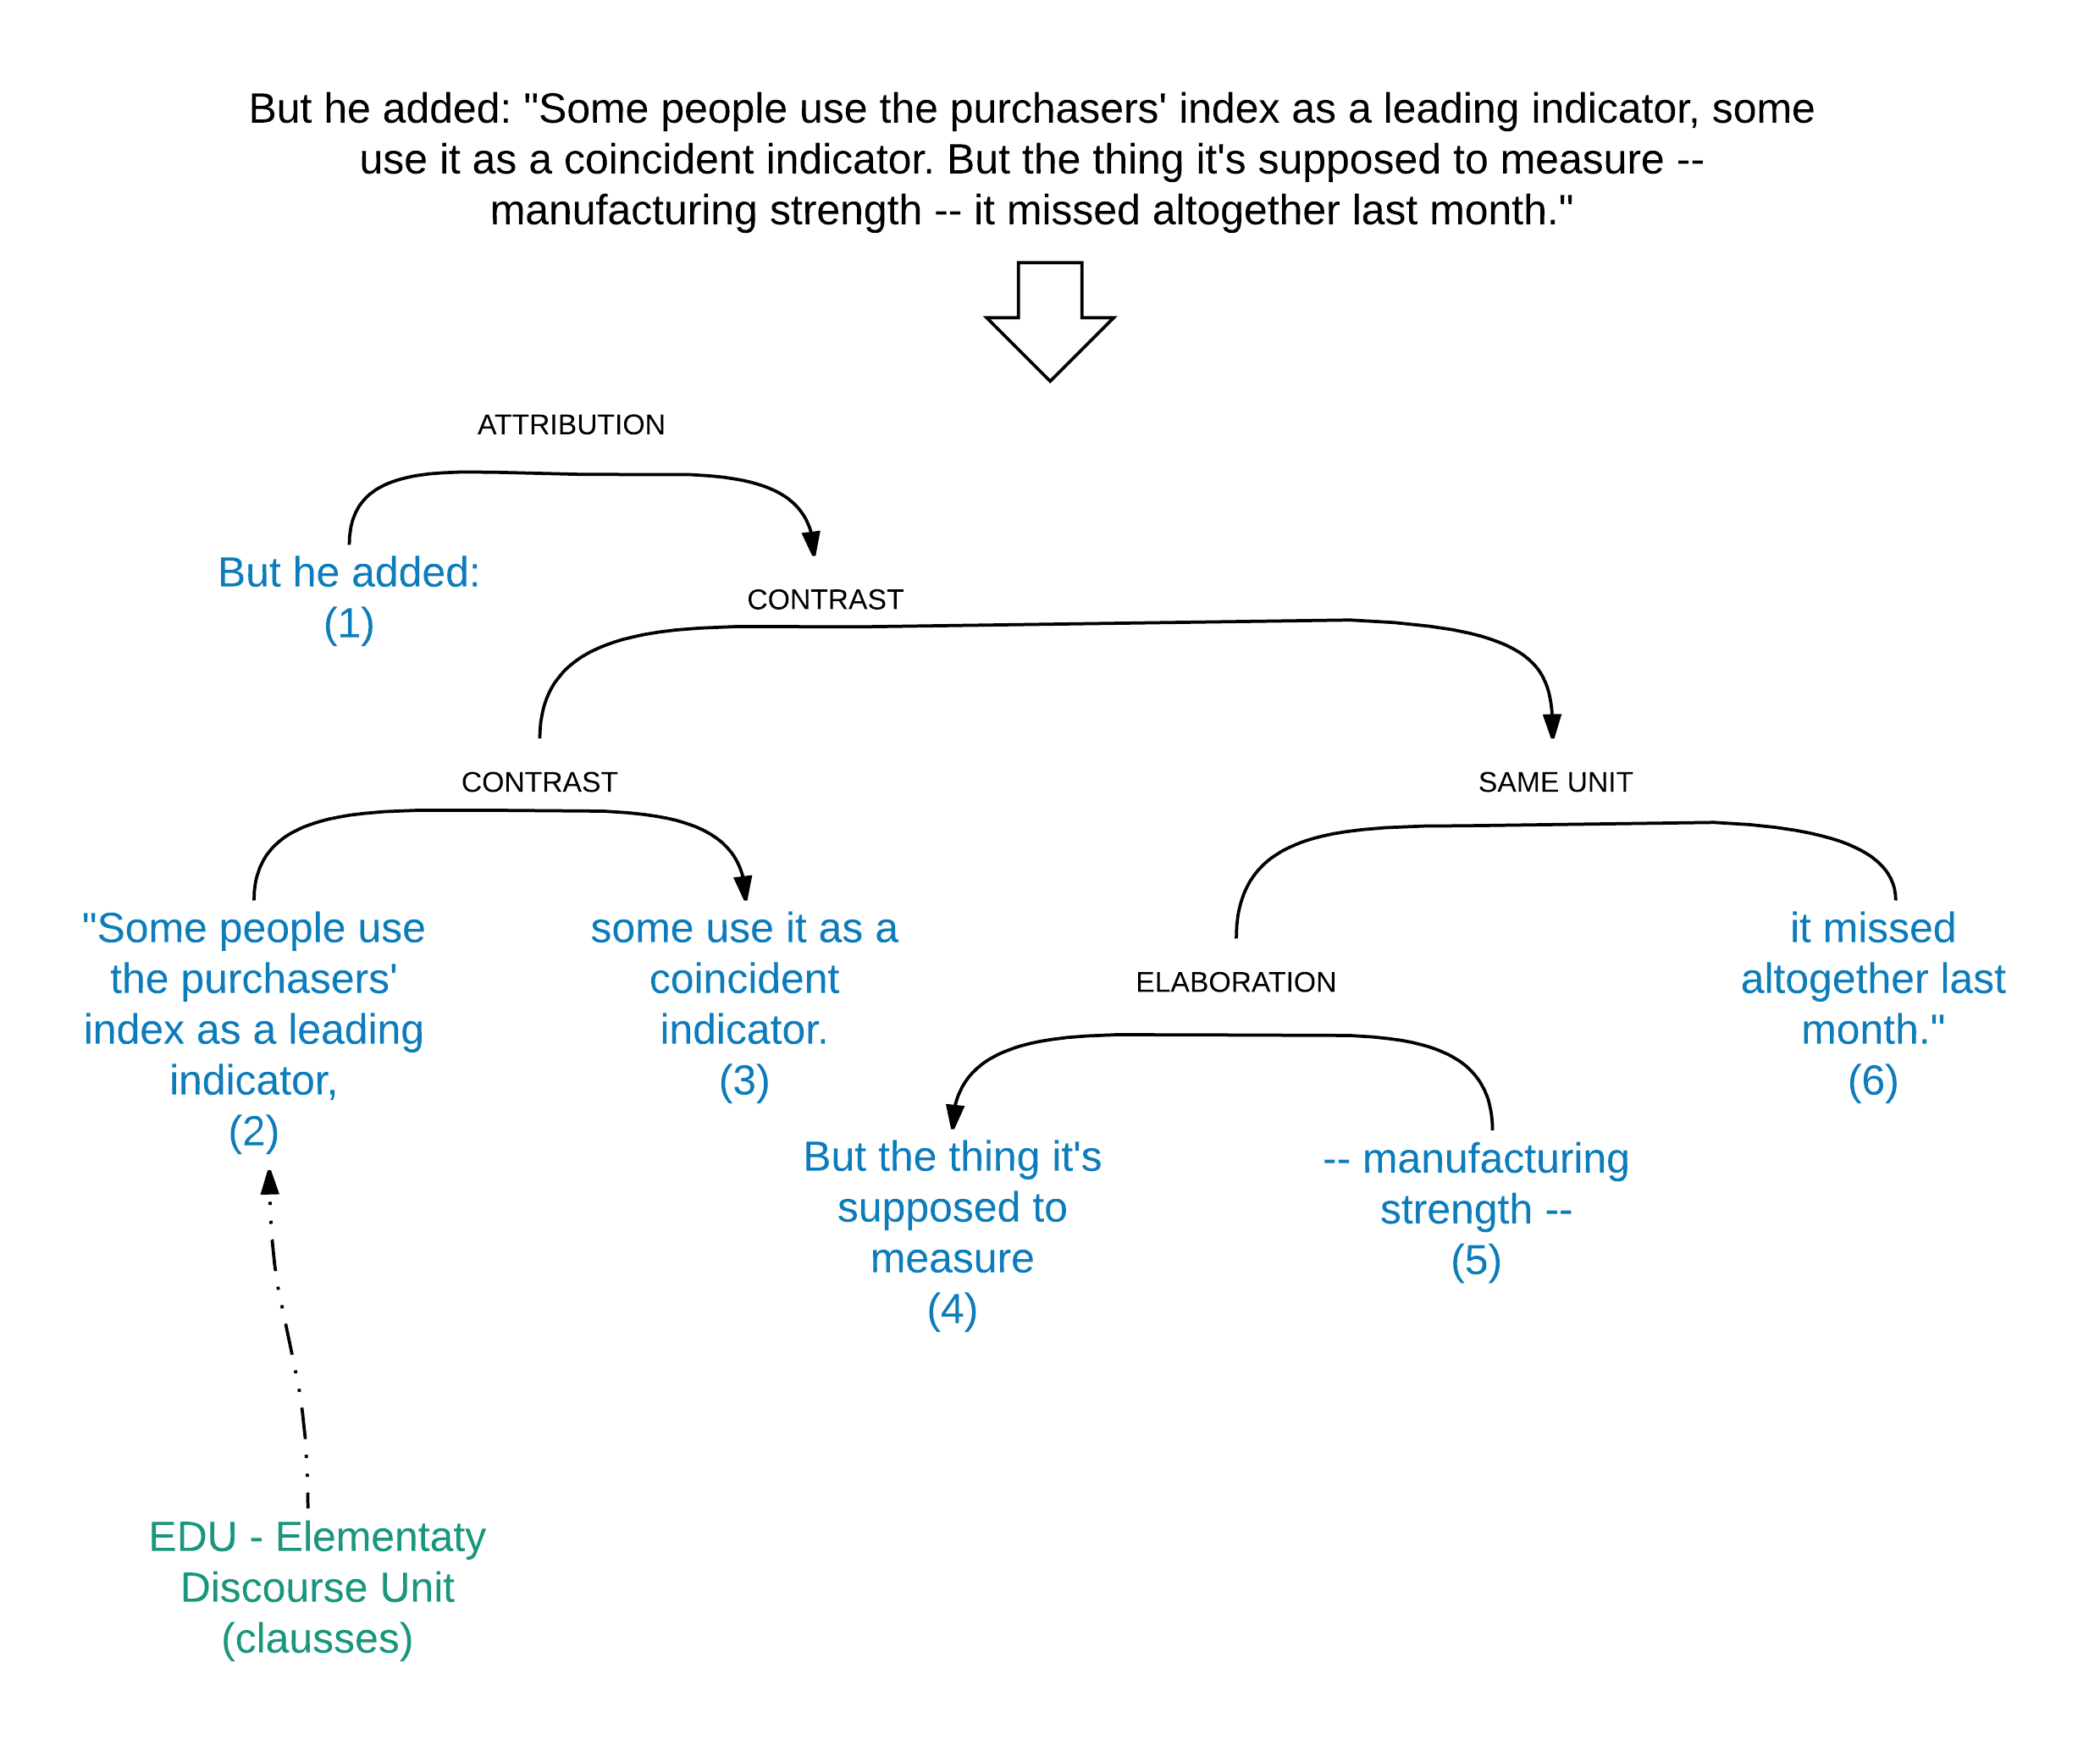 But he added: "Some people use the purchasers' index as a leading indicator, some
use it as a coincident indicator. But the thing it's supposed to measure --
manufacturing strength -- it missed altogether last month."
ATTRIBUTION
But he added:
(1)
CONTRAST
CONTRAST
SAME UNIT
"Some people use
the purchasers'
index as a leading
indicator,
(2)
some use it as a
coincident
indicator.
(3)
ELABORATION
it missed
altogether last
month."
(6)
But the thing it's
supposed to
measure
(4)
-- manufacturing
strength --
(5)
EDU - Elementaty
Discourse Unit
(clausses)